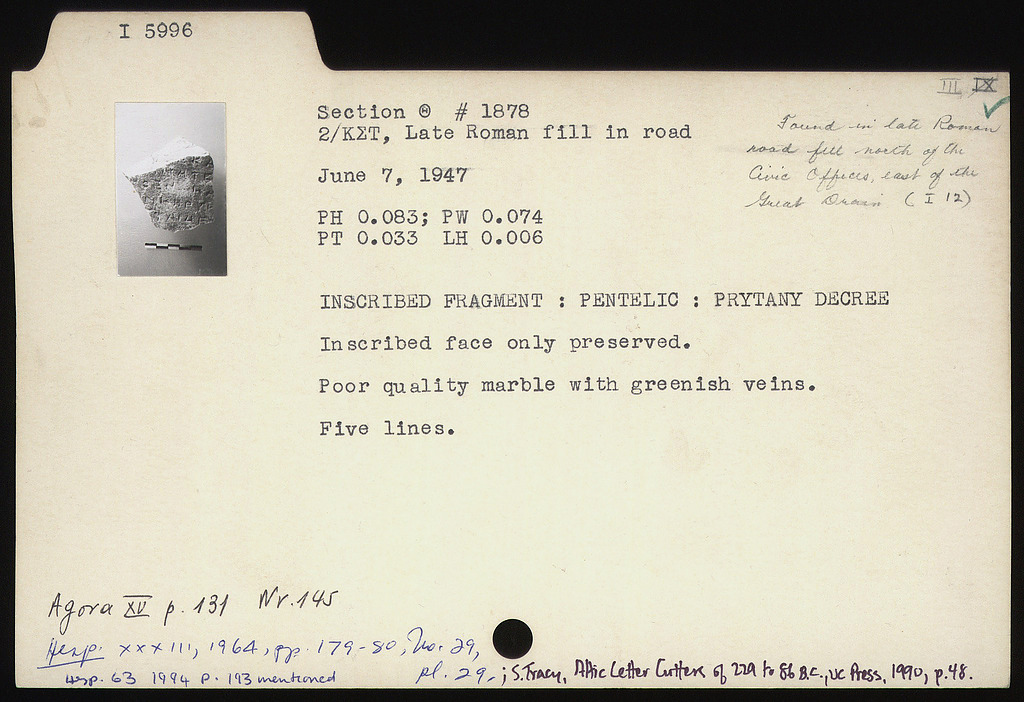 I 5996
III IX
Section Θ # 1878
2/ΚΣΤ, Late Roman fill in road
June 7, 1947
PH 0.083; PW 0.074
PT 0.033 LH 0.006
Found in late Roman
road fill north of the
Civic Offices, east of the
Great Drain (I 12)
INSCRIBED FRAGMENT : PENTELIC : PRYTANY DECREE
Inscribed face only preserved.
Poor quality marble with greenish veins.
Five lines.
Agora XV p. 131 Nr. 145
Hesp. XXXIII, 1964, pp. 179-80, No. 29,
pl. 29. ; S. Tracy, Attic Letter Cutters of 229 to 86 B.C., UC Press, 1990, p. 48.
Hesp. 63 1994 p. 193 mentioned